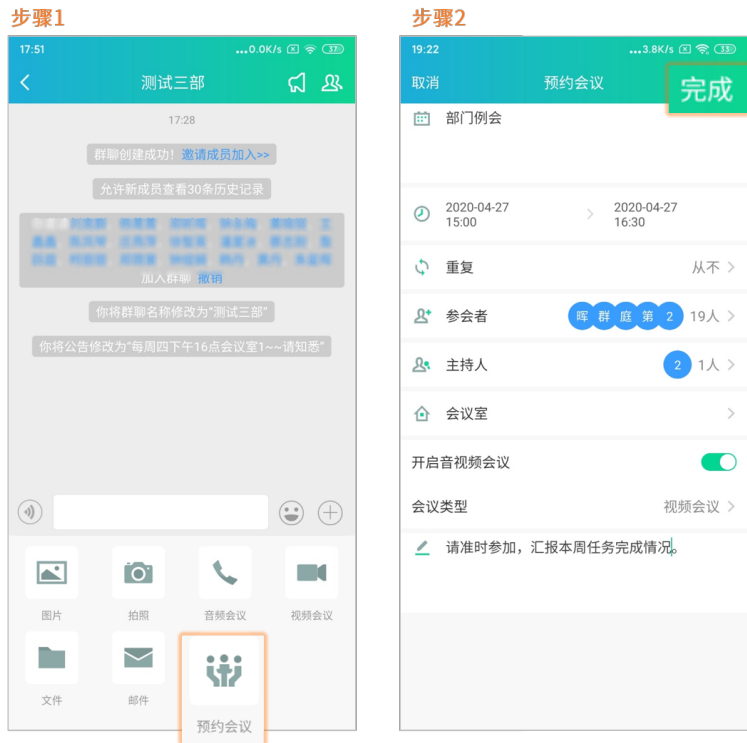 步骤1
17:51
...0.0K/s
37
测试三部
17:28
群聊创建成功！邀请成员加入>>
允许新成员查看30条历史记录
加入群聊 撤销
你将群聊名称修改为"测试三部"
你将公告修改为"每周四下午16点会议室1~~请知悉"
图片
拍照
音频会议
视频会议
文件
邮件
预约会议
步骤2
19:22
...3.8K/s
33
取消
预约会议
完成
部门例会
2020-04-27
15:00
2020-04-27
16:30
重复
从不
参会者
晖 群 庭 第 2 19人
主持人
2 1人
会议室
开启音视频会议
会议类型
视频会议
请准时参加，汇报本周任务完成情况。